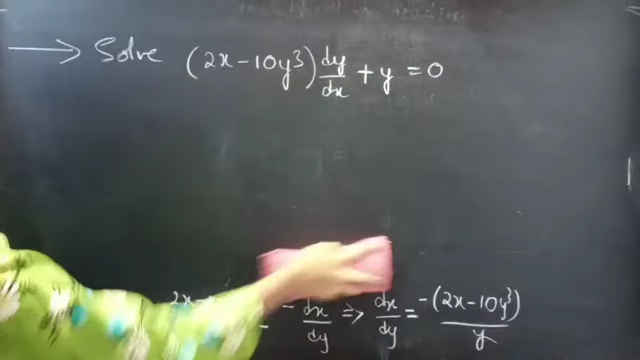 → Solve (2x - 10y³) dy/dx + y = 0
- dx/dy => dx/dy = -(2x - 10y³)/y